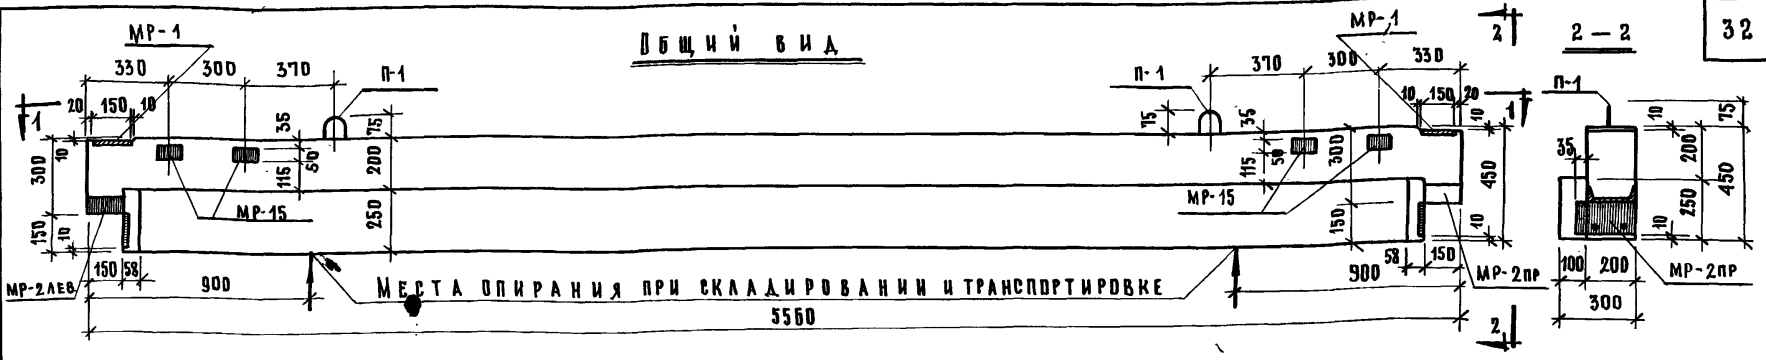 32
Общий вид
МР-1
330 300 370
П-1
20 150 10
1
300
10
150
10
35
50
115
75
200
250
МР-15
МР-2ЛЕВ.
150 58
900
Места опирания при складировании и транспортировке
5560
МР-1
370 300 330
П-1
75
10 150 20
1
35
50
115
300
150
10
450
10
МР-15
58 150
900
МР-2ПР
2
2
2 — 2
П-1
35
10
75
200
250
450
10
100 200
300
МР-2ПР